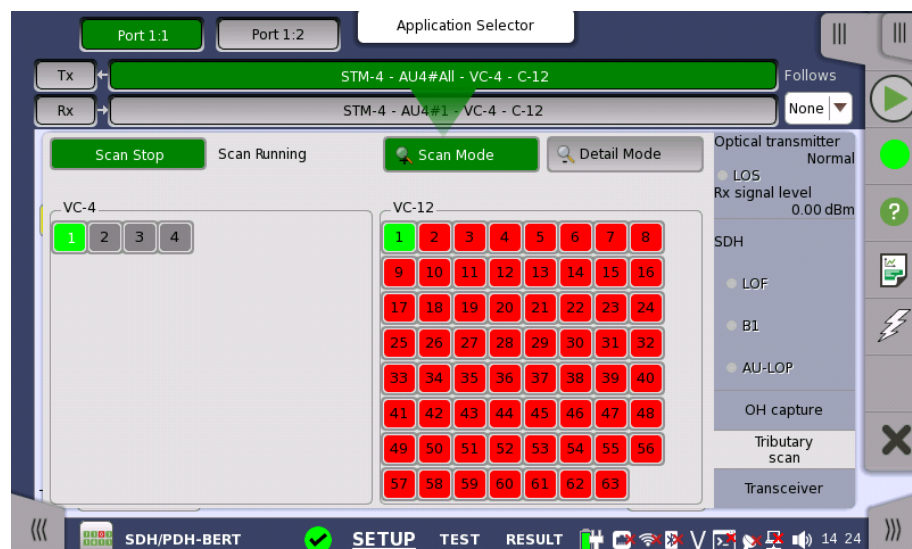 Application Selector
Port 1:1 Port 1:2
Tx STM-4 - AU4#All - VC-4 - C-12 Follows
Rx STM-4 - AU4#1 - VC-4 - C-12 None
Scan Stop Scan Running Scan Mode Detail Mode
Optical transmitter
Normal
LOS
Rx signal level
0.00 dBm
SDH
LOF
B1
AU-LOP
OH capture
Tributary
scan
Transceiver
VC-4
1 2 3 4
VC-12
1 2 3 4 5 6 7 8
9 10 11 12 13 14 15 16
17 18 19 20 21 22 23 24
25 26 27 28 29 30 31 32
33 34 35 36 37 38 39 40
41 42 43 44 45 46 47 48
49 50 51 52 53 54 55 56
57 58 59 60 61 62 63
SDH/PDH-BERT SETUP TEST RESULT 14 24